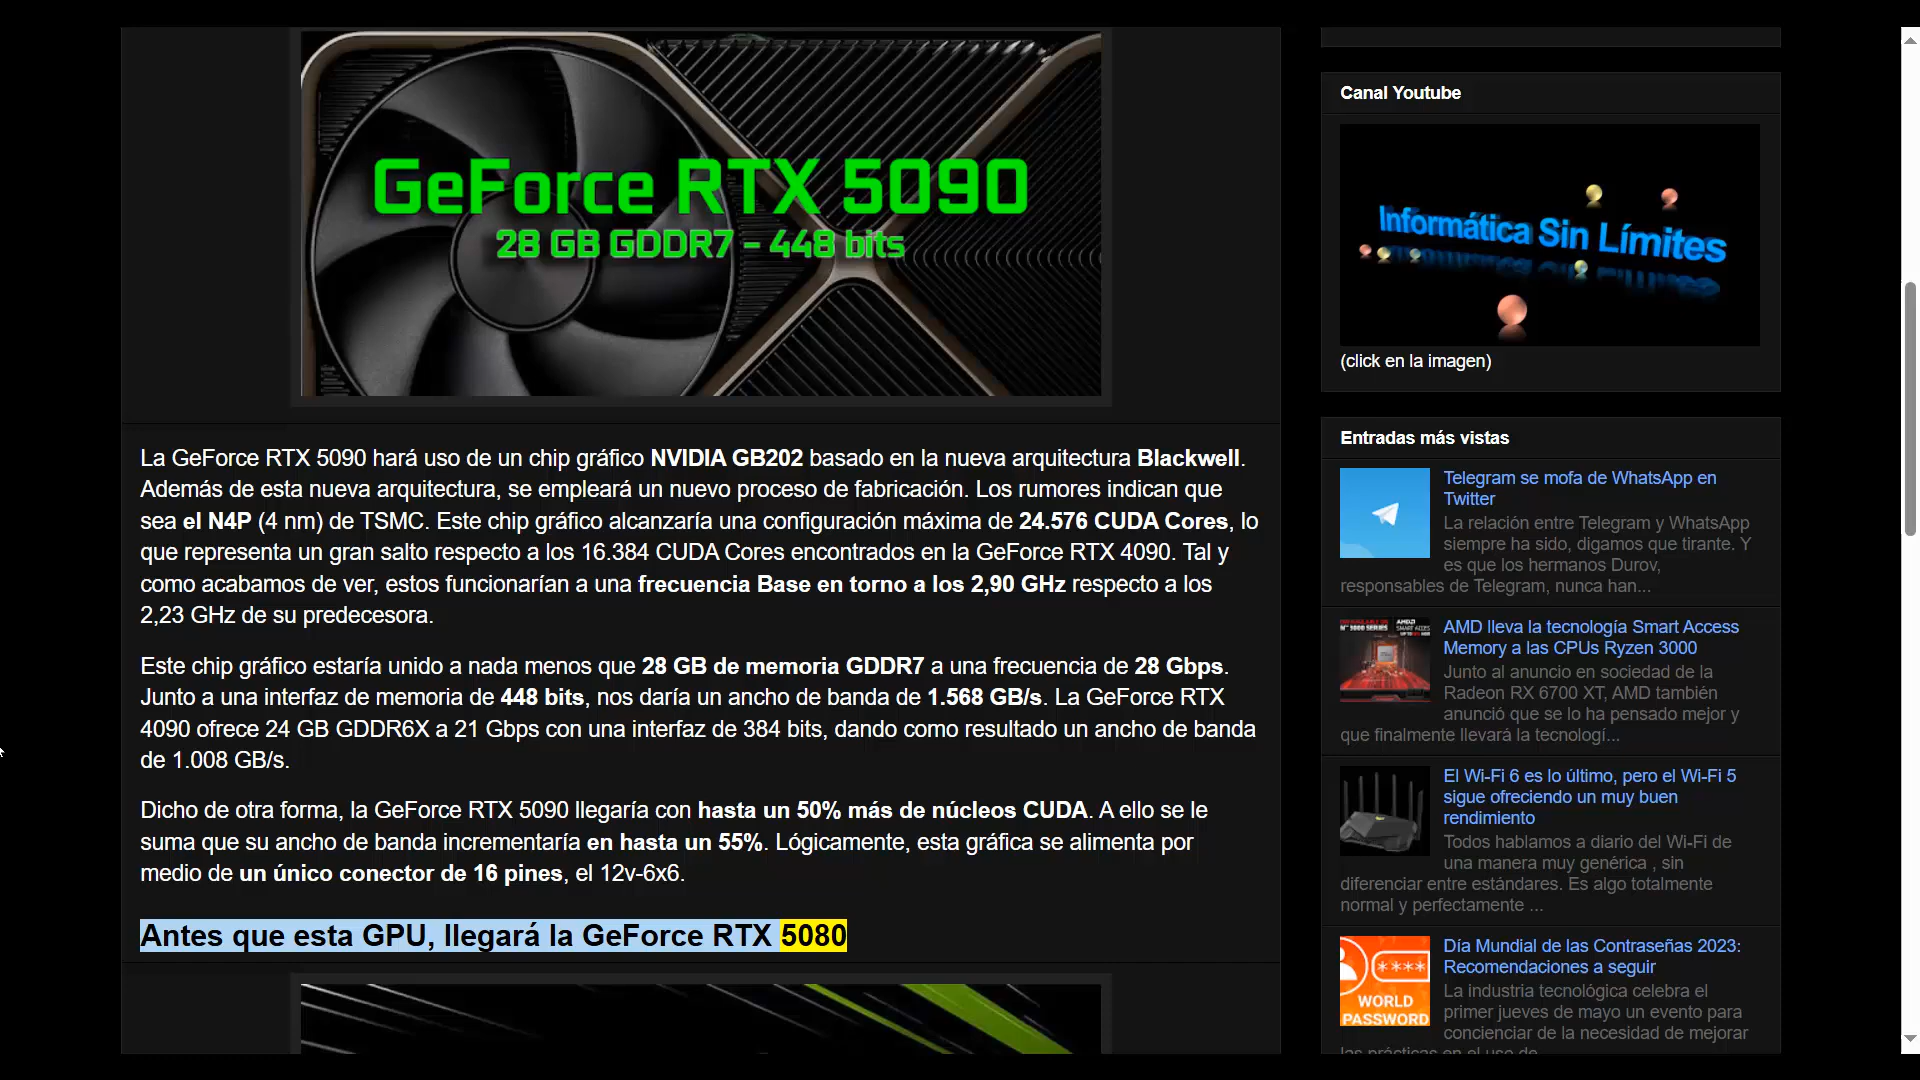 GeForce RTX 5090
28 GB GDDR7 - 448 bits
La GeForce RTX 5090 hará uso de un chip gráfico NVIDIA GB202 basado en la nueva arquitectura Blackwell.
Además de esta nueva arquitectura, se empleará un nuevo proceso de fabricación. Los rumores indican que
sea el N4P (4 nm) de TSMC. Este chip gráfico alcanzaría una configuración máxima de 24.576 CUDA Cores, lo
que representa un gran salto respecto a los 16.384 CUDA Cores encontrados en la GeForce RTX 4090. Tal y
como acabamos de ver, estos funcionarían a una frecuencia Base en torno a los 2,90 GHz respecto a los
2,23 GHz de su predecesora.
Este chip gráfico estaría unido a nada menos que 28 GB de memoria GDDR7 a una frecuencia de 28 Gbps.
Junto a una interfaz de memoria de 448 bits, nos daría un ancho de banda de 1.568 GB/s. La GeForce RTX
4090 ofrece 24 GB GDDR6X a 21 Gbps con una interfaz de 384 bits, dando como resultado un ancho de banda
de 1.008 GB/s.
Dicho de otra forma, la GeForce RTX 5090 llegaría con hasta un 50% más de núcleos CUDA. A ello se le
suma que su ancho de banda incrementaría en hasta un 55%. Lógicamente, esta gráfica se alimenta por
medio de un único conector de 16 pines, el 12v-6x6.
Antes que esta GPU, llegará la GeForce RTX 5080
Canal Youtube
Informática Sin Límites
(click en la imagen)
Entradas más vistas
Telegram se mofa de WhatsApp en
Twitter
La relación entre Telegram y WhatsApp
siempre ha sido, digamos que tirante. Y
es que los hermanos Durov,
responsables de Telegram, nunca han...
AMD lleva la tecnología Smart Access
Memory a las CPUs Ryzen 3000
Junto al anuncio en sociedad de la
Radeon RX 6700 XT, AMD también
anunció que se lo ha pensado mejor y
que finalmente llevará la tecnologí...
El Wi-Fi 6 es lo último, pero el Wi-Fi 5
sigue ofreciendo un muy buen
rendimiento
Todos hablamos a diario del Wi-Fi de
una manera muy genérica , sin
diferenciar entre estándares. Es algo totalmente
normal y perfectamente ...
Día Mundial de las Contraseñas 2023:
Recomendaciones a seguir
****
WORLD
PASSWORD
La industria tecnológica celebra el
primer jueves de mayo un evento para
concienciar de la necesidad de mejorar
las prácticas en el uso de